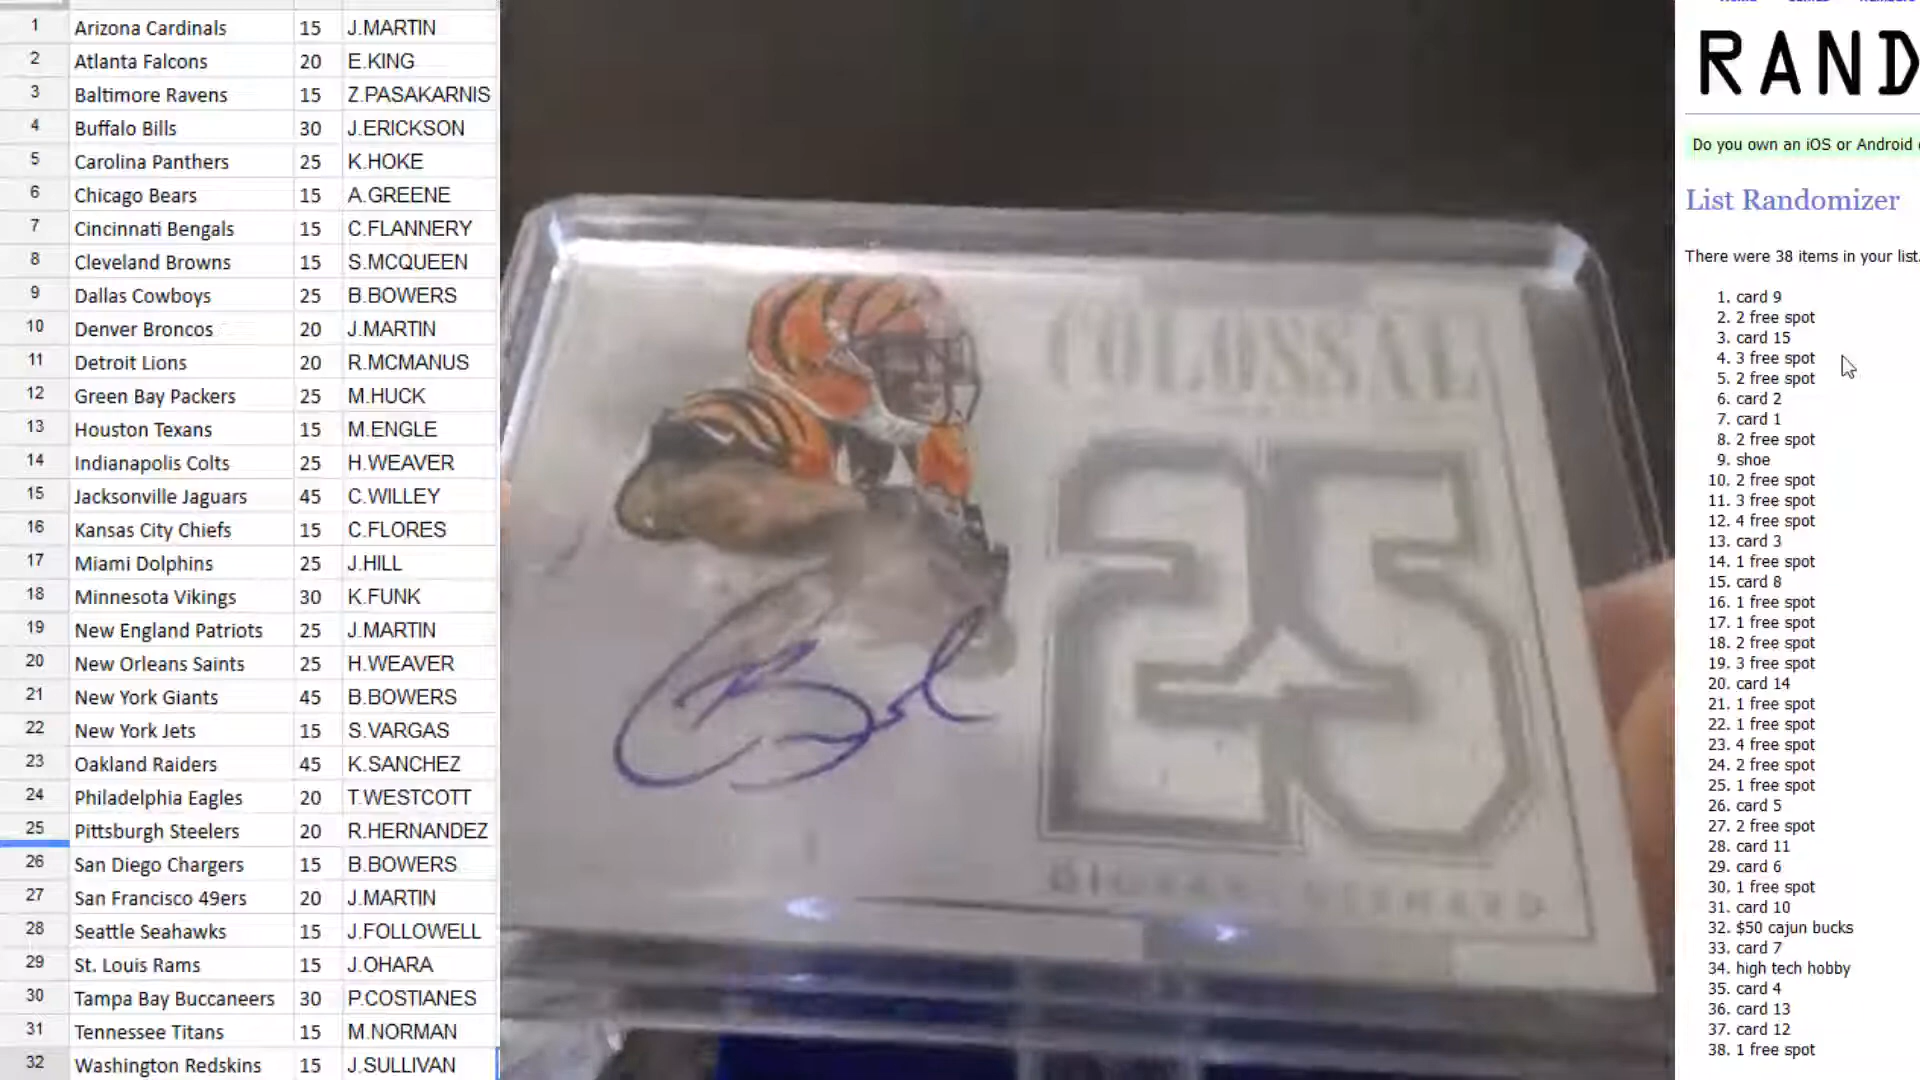 1 Arizona Cardinals 15 J.MARTIN
2 Atlanta Falcons 20 E.KING
3 Baltimore Ravens 15 Z.PASAKARNIS
4 Buffalo Bills 30 J.ERICKSON
5 Carolina Panthers 25 K.HOKE
6 Chicago Bears 15 A.GREENE
7 Cincinnati Bengals 15 C.FLANNERY
8 Cleveland Browns 15 S.MCQUEEN
9 Dallas Cowboys 25 B.BOWERS
10 Denver Broncos 20 J.MARTIN
11 Detroit Lions 20 R.MCMANUS
12 Green Bay Packers 25 M.HUCK
13 Houston Texans 15 M.ENGLE
14 Indianapolis Colts 25 H.WEAVER
15 Jacksonville Jaguars 45 C.WILLEY
16 Kansas City Chiefs 15 C.FLORES
17 Miami Dolphins 25 J.HILL
18 Minnesota Vikings 30 K.FUNK
19 New England Patriots 25 J.MARTIN
20 New Orleans Saints 25 H.WEAVER
21 New York Giants 45 B.BOWERS
22 New York Jets 15 S.VARGAS
23 Oakland Raiders 45 K.SANCHEZ
24 Philadelphia Eagles 20 T.WESTCOTT
25 Pittsburgh Steelers 20 R.HERNANDEZ
26 San Diego Chargers 15 B.BOWERS
27 San Francisco 49ers 20 J.MARTIN
28 Seattle Seahawks 15 J.FOLLOWELL
29 St. Louis Rams 15 J.OHARA
30 Tampa Bay Buccaneers 30 P.COSTIANES
31 Tennessee Titans 15 M.NORMAN
32 Washington Redskins 15 J.SULLIVAN
COLOSSAL
25
RAND
Do you own an iOS or Android
List Randomizer
There were 38 items in your list.
1. card 9
2. 2 free spot
3. card 15
4. 3 free spot
5. 2 free spot
6. card 2
7. card 1
8. 2 free spot
9. shoe
10. 2 free spot
11. 3 free spot
12. 4 free spot
13. card 3
14. 1 free spot
15. card 8
16. 1 free spot
17. 1 free spot
18. 2 free spot
19. 3 free spot
20. card 14
21. 1 free spot
22. 1 free spot
23. 4 free spot
24. 2 free spot
25. 1 free spot
26. card 5
27. 2 free spot
28. card 11
29. card 6
30. 1 free spot
31. card 10
32. $50 cajun bucks
33. card 7
34. high tech hobby
35. card 4
36. card 13
37. card 12
38. 1 free spot